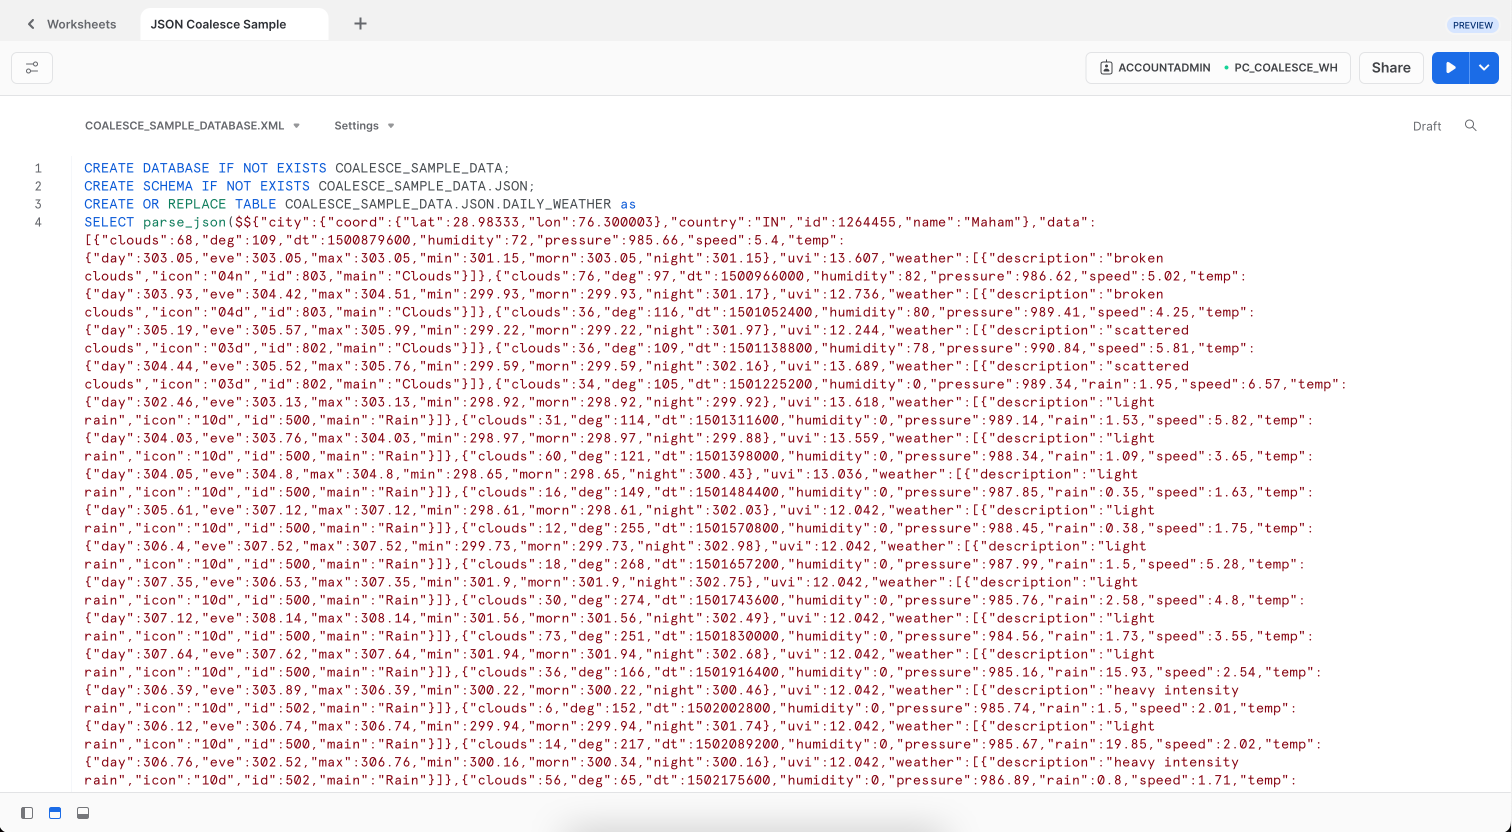 Worksheets
JSON Coalesce Sample
PREVIEW
ACCOUNTADMIN
PC_COALESCE_WH
Share
COALESCE_SAMPLE_DATABASE.XML
Settings
Draft
1 CREATE DATABASE IF NOT EXISTS COALESCE_SAMPLE_DATA;
2 CREATE SCHEMA IF NOT EXISTS COALESCE_SAMPLE_DATA.JSON;
3 CREATE OR REPLACE TABLE COALESCE_SAMPLE_DATA.JSON.DAILY_WEATHER as
4 SELECT parse_json($${"city":{"coord":{"lat":28.98333,"lon":76.300003},"country":"IN","id":1264455,"name":"Maham"},"data":
[{"clouds":68,"deg":109,"dt":1500879600,"humidity":72,"pressure":985.66,"speed":5.4,"temp":
{"day":303.05,"eve":303.05,"max":303.05,"min":301.15,"morn":303.05,"night":301.15},"uvi":13.607,"weather":[{"description":"broken
clouds","icon":"04n","id":803,"main":"Clouds"}]},{"clouds":76,"deg":97,"dt":1500966000,"humidity":82,"pressure":986.62,"speed":5.02,"temp":
{"day":303.93,"eve":304.42,"max":304.51,"min":299.93,"morn":299.93,"night":301.17},"uvi":12.736,"weather":[{"description":"broken
clouds","icon":"04d","id":803,"main":"Clouds"}]},{"clouds":36,"deg":116,"dt":1501052400,"humidity":80,"pressure":989.41,"speed":4.25,"temp":
{"day":305.19,"eve":305.57,"max":305.99,"min":299.22,"morn":299.22,"night":301.97},"uvi":12.244,"weather":[{"description":"scattered
clouds","icon":"03d","id":802,"main":"Clouds"}]},{"clouds":36,"deg":109,"dt":1501138800,"humidity":78,"pressure":990.84,"speed":5.81,"temp":
{"day":304.44,"eve":305.52,"max":305.76,"min":299.59,"morn":299.59,"night":302.16},"uvi":13.689,"weather":[{"description":"scattered
clouds","icon":"03d","id":802,"main":"Clouds"}]},{"clouds":34,"deg":105,"dt":1501225200,"humidity":0,"pressure":989.34,"rain":1.95,"speed":6.57,"temp":
{"day":302.46,"eve":303.13,"max":303.13,"min":298.92,"morn":298.92,"night":299.92},"uvi":13.618,"weather":[{"description":"light
rain","icon":"10d","id":500,"main":"Rain"}]},{"clouds":31,"deg":114,"dt":1501311600,"humidity":0,"pressure":989.14,"rain":1.53,"speed":5.82,"temp":
{"day":304.03,"eve":303.76,"max":304.03,"min":298.97,"morn":298.97,"night":299.88},"uvi":13.559,"weather":[{"description":"light
rain","icon":"10d","id":500,"main":"Rain"}]},{"clouds":60,"deg":121,"dt":1501398000,"humidity":0,"pressure":988.34,"rain":1.09,"speed":3.65,"temp":
{"day":304.05,"eve":304.8,"max":304.8,"min":298.65,"morn":298.65,"night":300.43},"uvi":13.036,"weather":[{"description":"light
rain","icon":"10d","id":500,"main":"Rain"}]},{"clouds":16,"deg":149,"dt":1501484400,"humidity":0,"pressure":987.85,"rain":0.35,"speed":1.63,"temp":
{"day":305.61,"eve":307.12,"max":307.12,"min":298.61,"morn":298.61,"night":302.03},"uvi":12.042,"weather":[{"description":"light
rain","icon":"10d","id":500,"main":"Rain"}]},{"clouds":12,"deg":255,"dt":1501570800,"humidity":0,"pressure":988.45,"rain":0.38,"speed":1.75,"temp":
{"day":306.4,"eve":307.52,"max":307.52,"min":299.73,"morn":299.73,"night":302.98},"uvi":12.042,"weather":[{"description":"light
rain","icon":"10d","id":500,"main":"Rain"}]},{"clouds":18,"deg":268,"dt":1501657200,"humidity":0,"pressure":987.99,"rain":1.5,"speed":5.28,"temp":
{"day":307.35,"eve":306.53,"max":307.35,"min":301.9,"morn":301.9,"night":302.75},"uvi":12.042,"weather":[{"description":"light
rain","icon":"10d","id":500,"main":"Rain"}]},{"clouds":30,"deg":274,"dt":1501743600,"humidity":0,"pressure":985.76,"rain":2.58,"speed":4.8,"temp":
{"day":307.12,"eve":308.14,"max":308.14,"min":301.56,"morn":301.56,"night":302.49},"uvi":12.042,"weather":[{"description":"light
rain","icon":"10d","id":500,"main":"Rain"}]},{"clouds":73,"deg":251,"dt":1501830000,"humidity":0,"pressure":984.56,"rain":1.73,"speed":3.55,"temp":
{"day":307.64,"eve":307.62,"max":307.64,"min":301.94,"morn":301.94,"night":302.68},"uvi":12.042,"weather":[{"description":"light
rain","icon":"10d","id":500,"main":"Rain"}]},{"clouds":36,"deg":166,"dt":1501916400,"humidity":0,"pressure":985.16,"rain":15.93,"speed":2.54,"temp":
{"day":306.39,"eve":303.89,"max":306.39,"min":300.22,"morn":300.22,"night":300.46},"uvi":12.042,"weather":[{"description":"heavy intensity
rain","icon":"10d","id":502,"main":"Rain"}]},{"clouds":6,"deg":152,"dt":1502002800,"humidity":0,"pressure":985.74,"rain":1.5,"speed":2.01,"temp":
{"day":306.12,"eve":306.74,"max":306.74,"min":299.94,"morn":299.94,"night":301.74},"uvi":12.042,"weather":[{"description":"light
rain","icon":"10d","id":500,"main":"Rain"}]},{"clouds":14,"deg":217,"dt":1502089200,"humidity":0,"pressure":985.67,"rain":19.85,"speed":2.02,"temp":
{"day":306.76,"eve":302.52,"max":306.76,"min":300.16,"morn":300.34,"night":300.16},"uvi":12.042,"weather":[{"description":"heavy intensity
rain","icon":"10d","id":502,"main":"Rain"}]},{"clouds":56,"deg":65,"dt":1502175600,"humidity":0,"pressure":986.89,"rain":0.8,"speed":1.71,"temp":